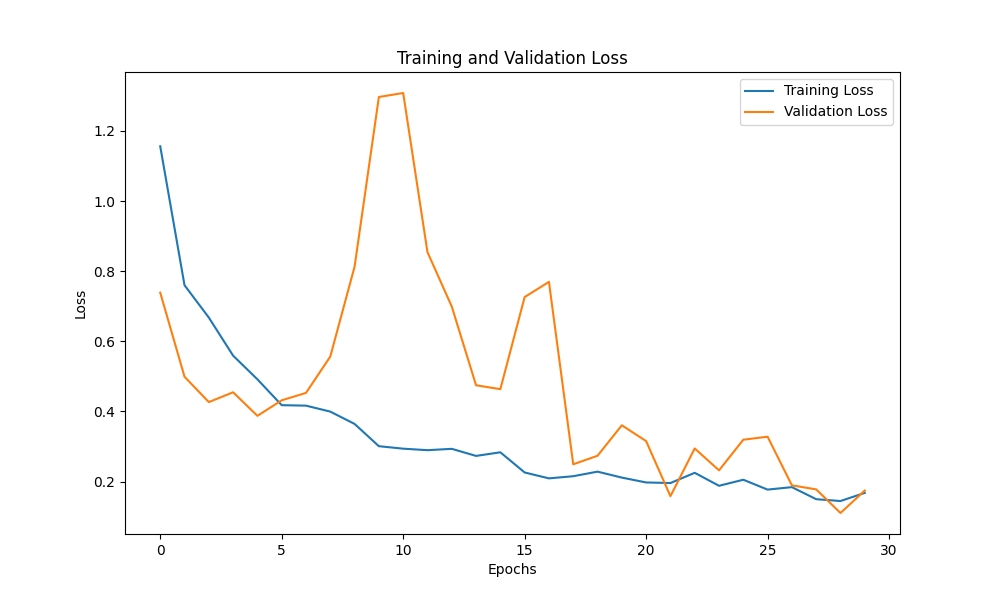 Training and Validation Loss
Training Loss
Validation Loss
1.2
1.0
0.8
0.6
0.4
0.2
Loss
0 5 10 15 20 25 30
Epochs